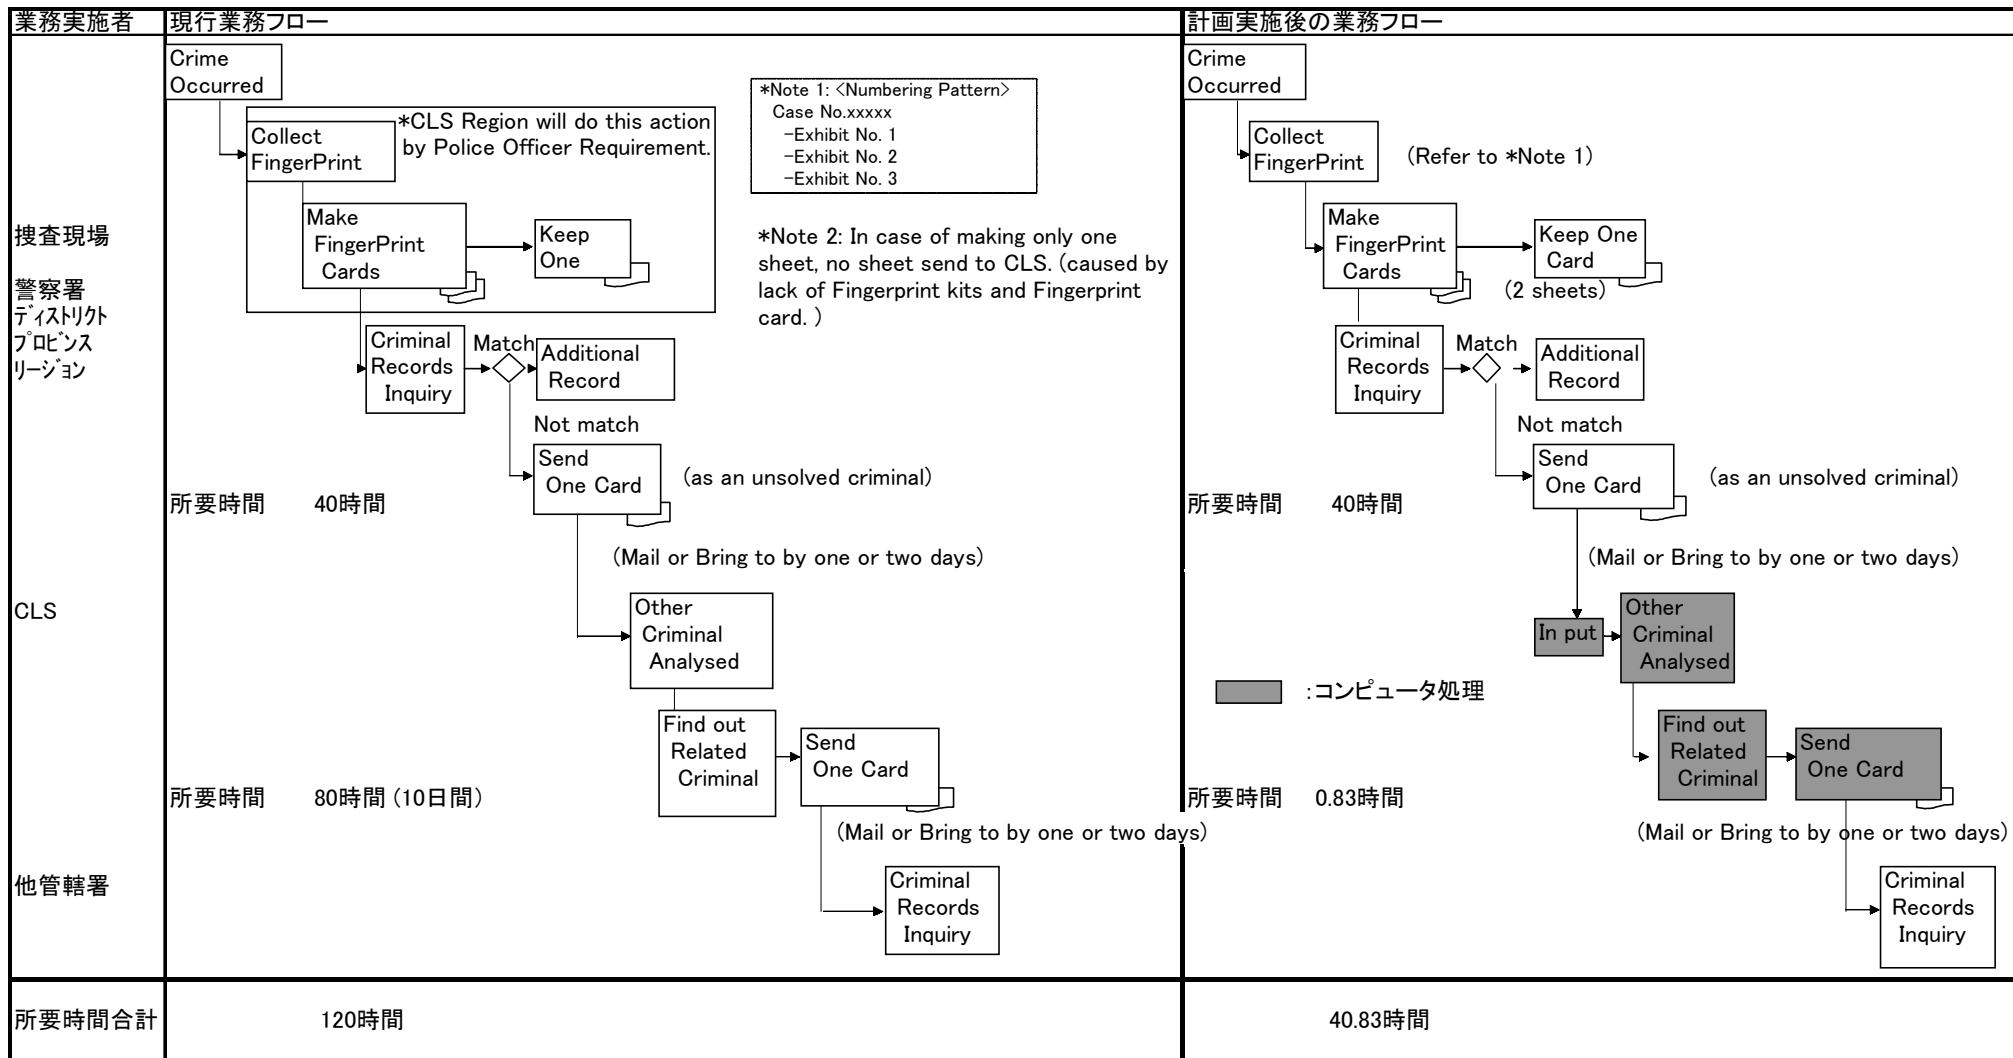 業務実施者
現行業務フロー
計画実施後の業務フロー
Crime
Occurred
*CLS Region will do this action
by Police Officer Requirement.
Collect
FingerPrint
*Note 1: <Numbering Pattern>
Case No.xxxxx
-Exhibit No. 1
-Exhibit No. 2
-Exhibit No. 3
Make
FingerPrint
Cards
Keep
One
*Note 2: In case of making only one
sheet, no sheet send to CLS. (caused by
lack of Fingerprint kits and Fingerprint
card. )
捜査現場
警察署
ディストリクト
プロビンス
リージョン
Criminal
Records
Inquiry
Match
Additional
Record
Not match
Send
One Card
(as an unsolved criminal)
所要時間 40時間
(Mail or Bring to by one or two days)
CLS
Other
Criminal
Analysed
Find out
Related
Criminal
Send
One Card
所要時間 80時間 (10日間)
(Mail or Bring to by one or two days)
他管轄署
Criminal
Records
Inquiry
Crime
Occurred
Collect
FingerPrint
(Refer to *Note 1)
Make
FingerPrint
Cards
Keep One
Card
(2 sheets)
Criminal
Records
Inquiry
Match
Additional
Record
Not match
Send
One Card
(as an unsolved criminal)
所要時間 40時間
(Mail or Bring to by one or two days)
In put
Other
Criminal
Analysed
:コンピュータ処理
Find out
Related
Criminal
Send
One Card
所要時間 0.83時間
(Mail or Bring to by one or two days)
Criminal
Records
Inquiry
所要時間合計
120時間
40.83時間